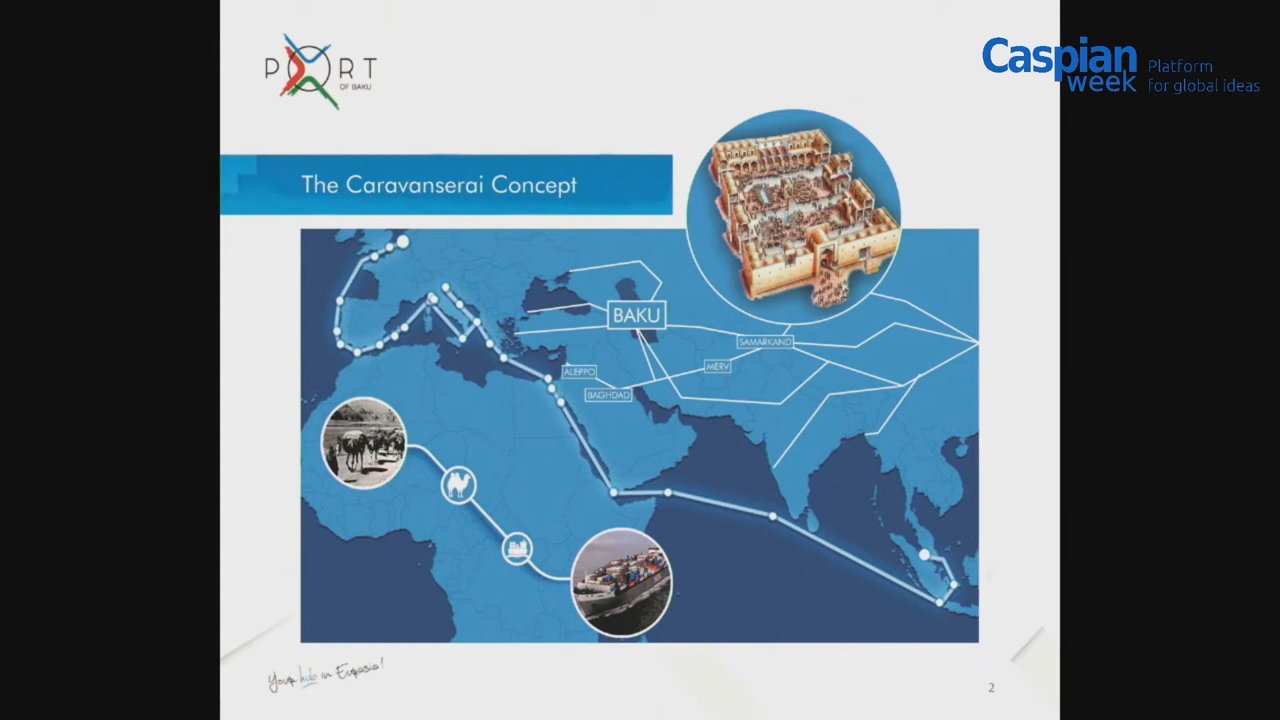 PORT
OF BAKU
Caspian
week
Platform
for global ideas
The Caravanserai Concept
BAKU
SAMARKAND
MERV
ALEPPO
BAGHDAD
Your hub in Eurasia!
2